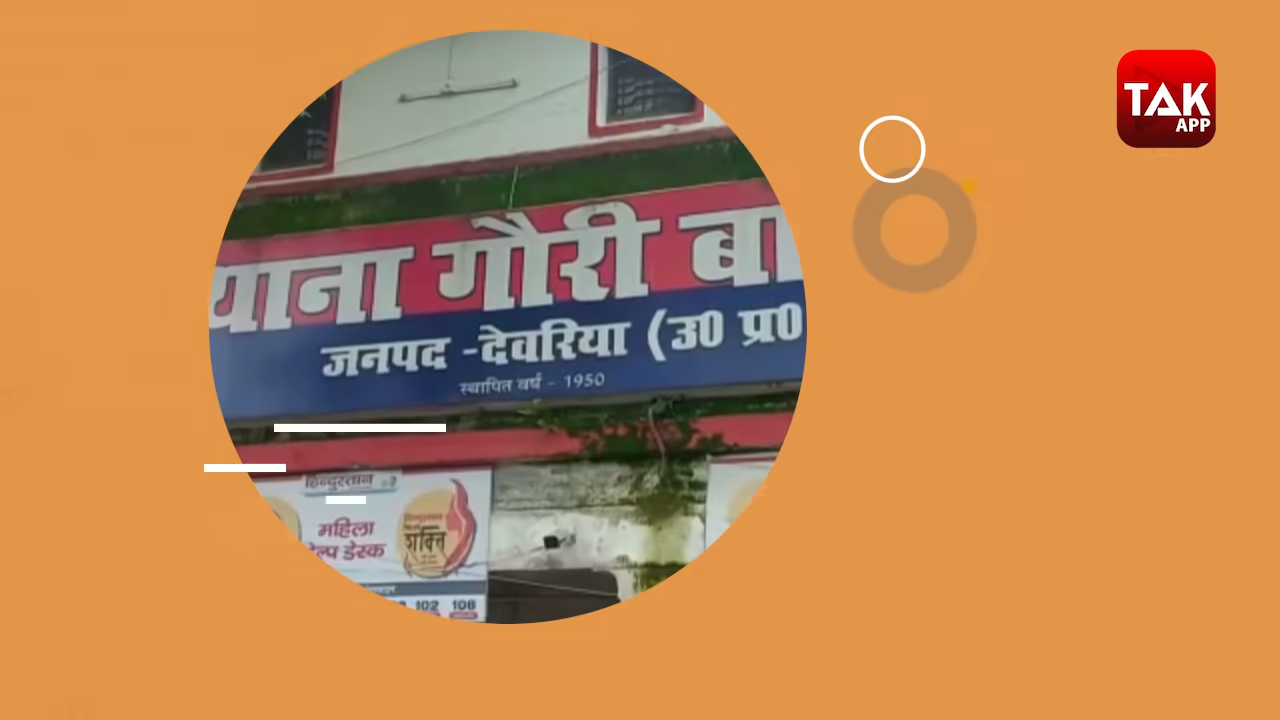 TAK
APP
थाना गौरी बा
जनपद -देवरिया (उ0 प्र0
स्थापित वर्ष - 1950
हिन्दुस्तान
महिला
हेल्प डेस्क
शक्ति
102 108